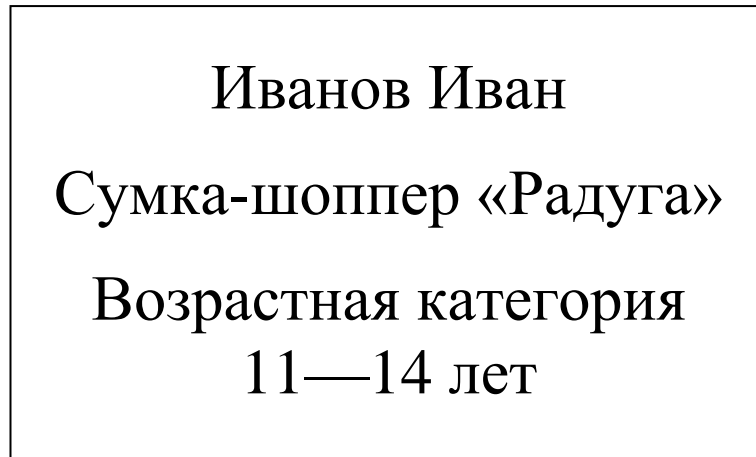 Иванов Иван
Сумка-шоппер «Радуга»
Возрастная категория
11—14 лет